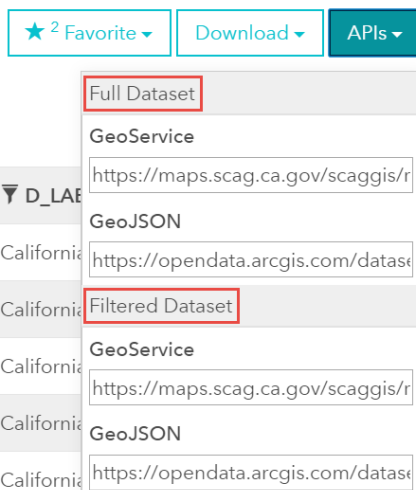 ★ 2 Favorite ▾ Download ▾ APIs ▾
Full Dataset
GeoService
https://maps.scag.ca.gov/scaggis/r
D_LAB
GeoJSON
California
https://opendata.arcgis.com/datase
California
Filtered Dataset
GeoService
California
https://maps.scag.ca.gov/scaggis/r
California
GeoJSON
California
https://opendata.arcgis.com/datase